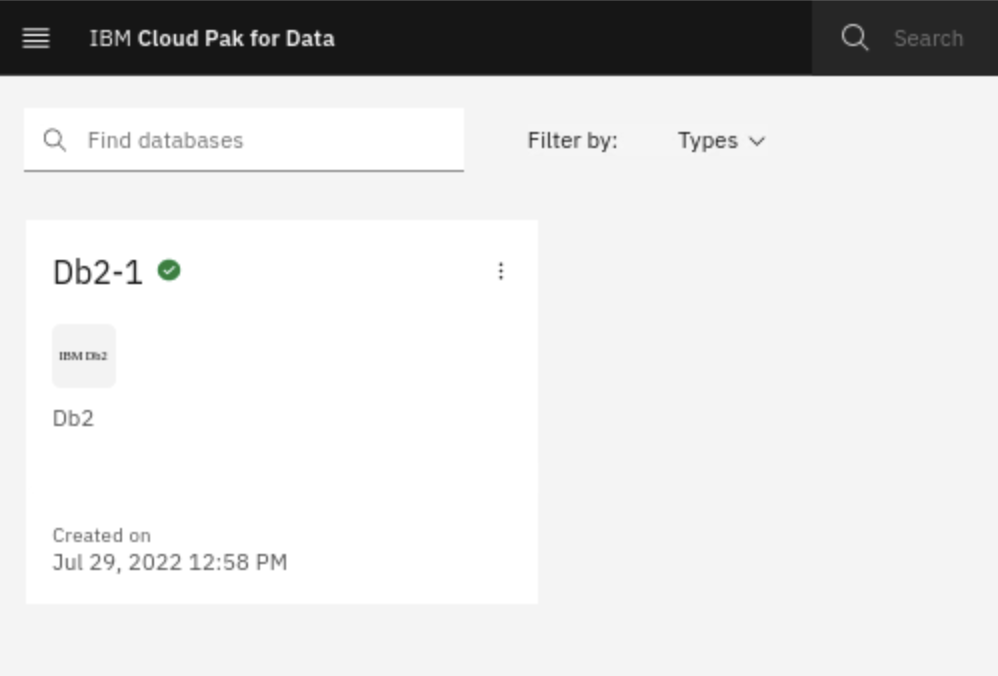 IBM Cloud Pak for Data
Search
Find databases
Filter by:
Types
Db2-1
IBM Db2
Db2
Created on
Jul 29, 2022 12:58 PM